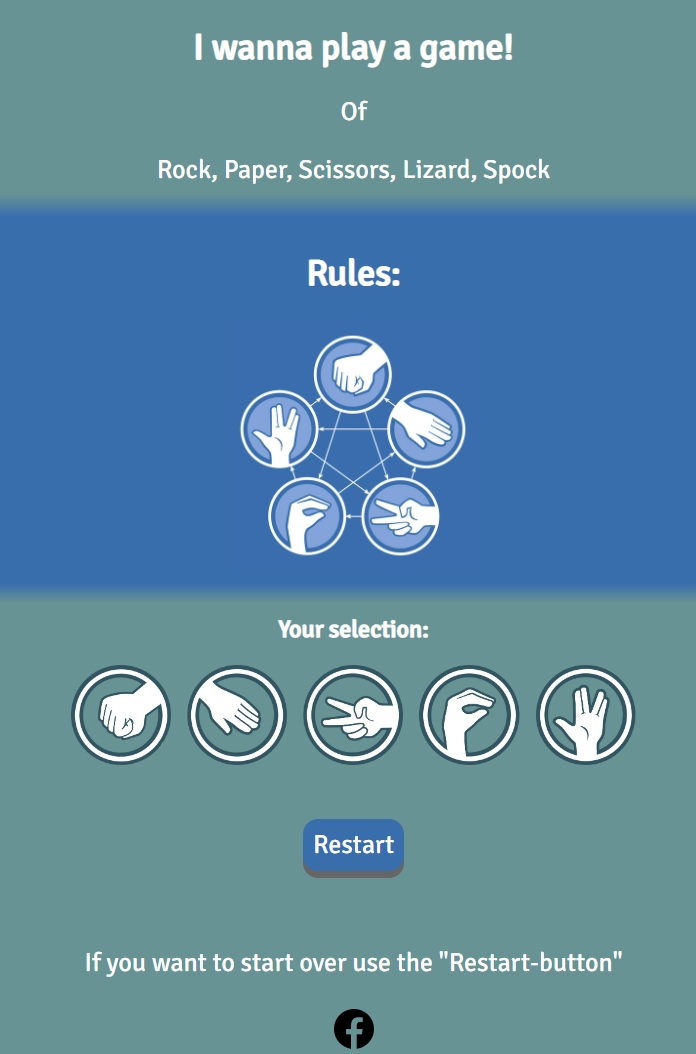 I wanna play a game!
Of
Rock, Paper, Scissors, Lizard, Spock
Rules:
Your selection:
Restart
If you want to start over use the "Restart-button"